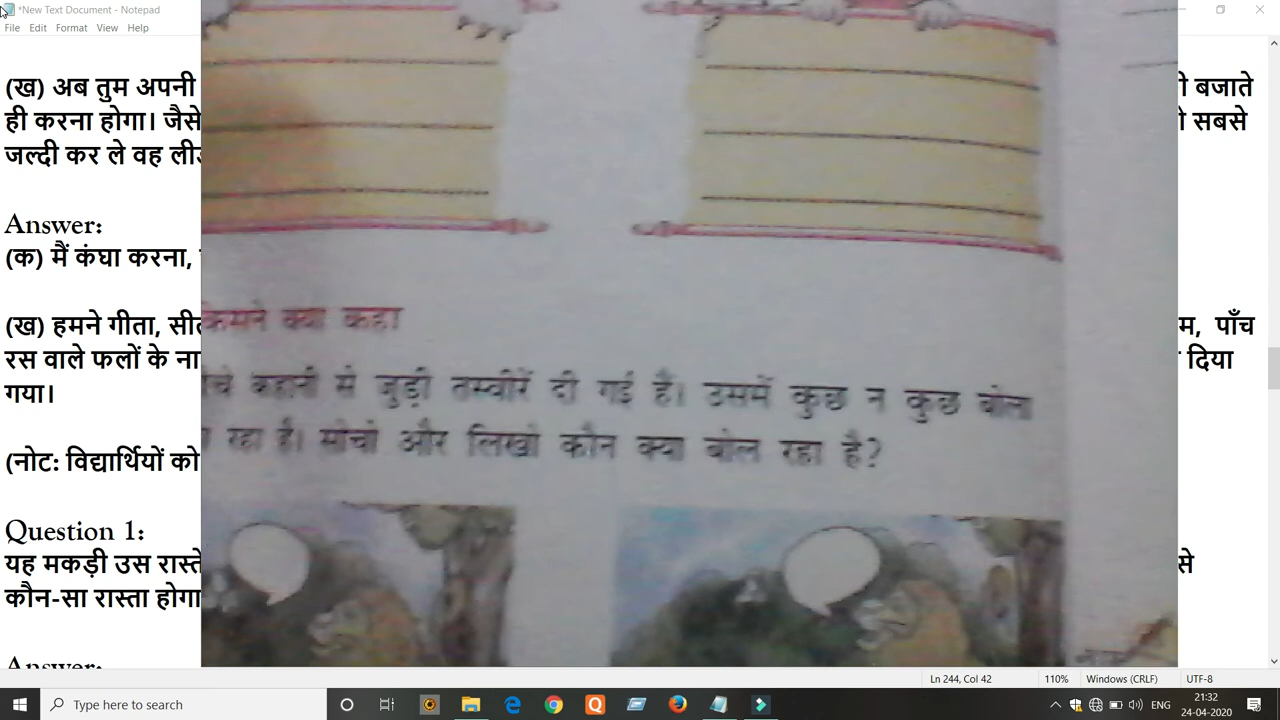 *New Text Document - Notepad
File Edit Format View Help
(ख) अब तुम अपनी
ी बजाते
ही करना होगा। जैसे
ो सबसे
जल्दी कर ले वह लीड
Answer:
(क) मैं कंघा करना,
(ख) हमने गीता, सीत
म, पाँच
रस वाले फलों के ना
दिया
गया।
किसने क्या कहा
चे कहानी से जुड़ी तस्वीरें दी गई हैं। उसमें कुछ न कुछ बोला
रहा है। सोचो और लिखो कौन क्या बोल रहा है?
(नोट: विद्यार्थियों को
Question 1:
यह मकड़ी उस रास्ते
से
कौन-सा रास्ता होगा
Answer:
Ln 244, Col 42 110% Windows (CRLF) UTF-8
Type here to search
ENG
21:32
24-04-2020